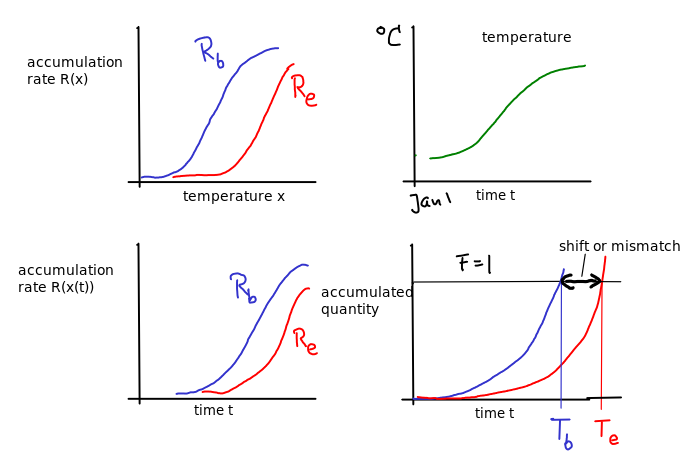 accumulation
rate R(x)
R_b
R_e
temperature x
°C
temperature
Jan 1
time t
accumulation
rate R(x(t))
R_b
R_e
time t
accumulated
quantity
F=1
shift or mismatch
time t
T_b
T_e